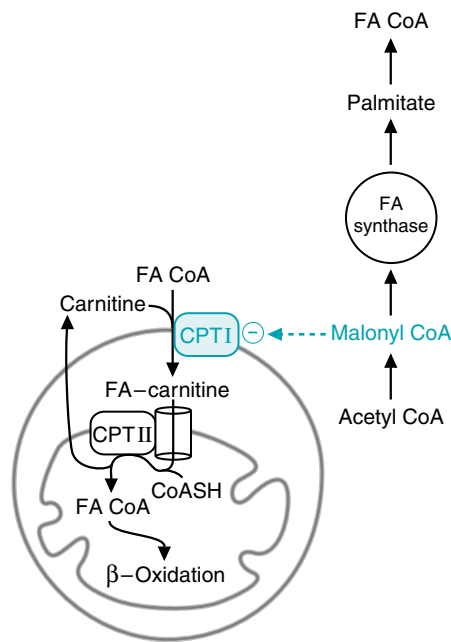 FA CoA
Palmitate
FA
synthase
FA CoA
Carnitine
CPTI
−
Malonyl CoA
FA−carnitine
Acetyl CoA
CPTII
CoASH
FA CoA
β−Oxidation